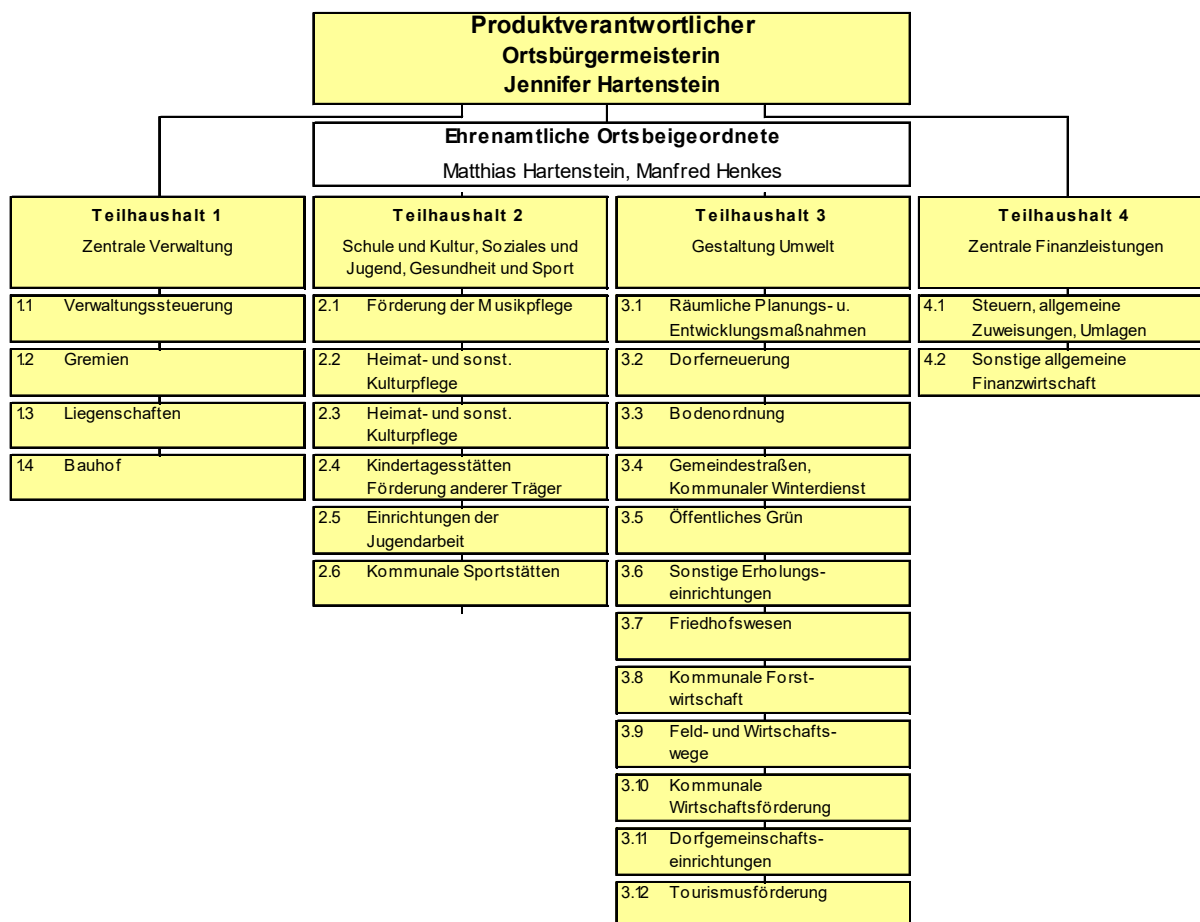 Produktverantwortlicher
Ortsbürgermeisterin
Jennifer Hartenstein
Ehrenamtliche Ortsbeigeordnete
Matthias Hartenstein, Manfred Henkes
Teilhaushalt 1
Zentrale Verwaltung
1.1 Verwaltungssteuerung
1.2 Gremien
1.3 Liegenschaften
1.4 Bauhof
Teilhaushalt 2
Schule und Kultur, Soziales und
Jugend, Gesundheit und Sport
2.1 Förderung der Musikpflege
2.2 Heimat- und sonst.
Kulturpflege
2.3 Heimat- und sonst.
Kulturpflege
2.4 Kindertagesstätten
Förderung anderer Träger
2.5 Einrichtungen der
Jugendarbeit
2.6 Kommunale Sportstätten
Teilhaushalt 3
Gestaltung Umwelt
3.1 Räumliche Planungs- u.
Entwicklungsmaßnahmen
3.2 Dorferneuerung
3.3 Bodenordnung
3.4 Gemeindestraßen,
Kommunaler Winterdienst
3.5 Öffentliches Grün
3.6 Sonstige Erholungs-
einrichtungen
3.7 Friedhofswesen
3.8 Kommunale Forst-
wirtschaft
3.9 Feld- und Wirtschafts-
wege
3.10 Kommunale
Wirtschaftsförderung
3.11 Dorfgemeinschafts-
einrichtungen
3.12 Tourismusförderung
Teilhaushalt 4
Zentrale Finanzleistungen
4.1 Steuern, allgemeine
Zuweisungen, Umlagen
4.2 Sonstige allgemeine
Finanzwirtschaft